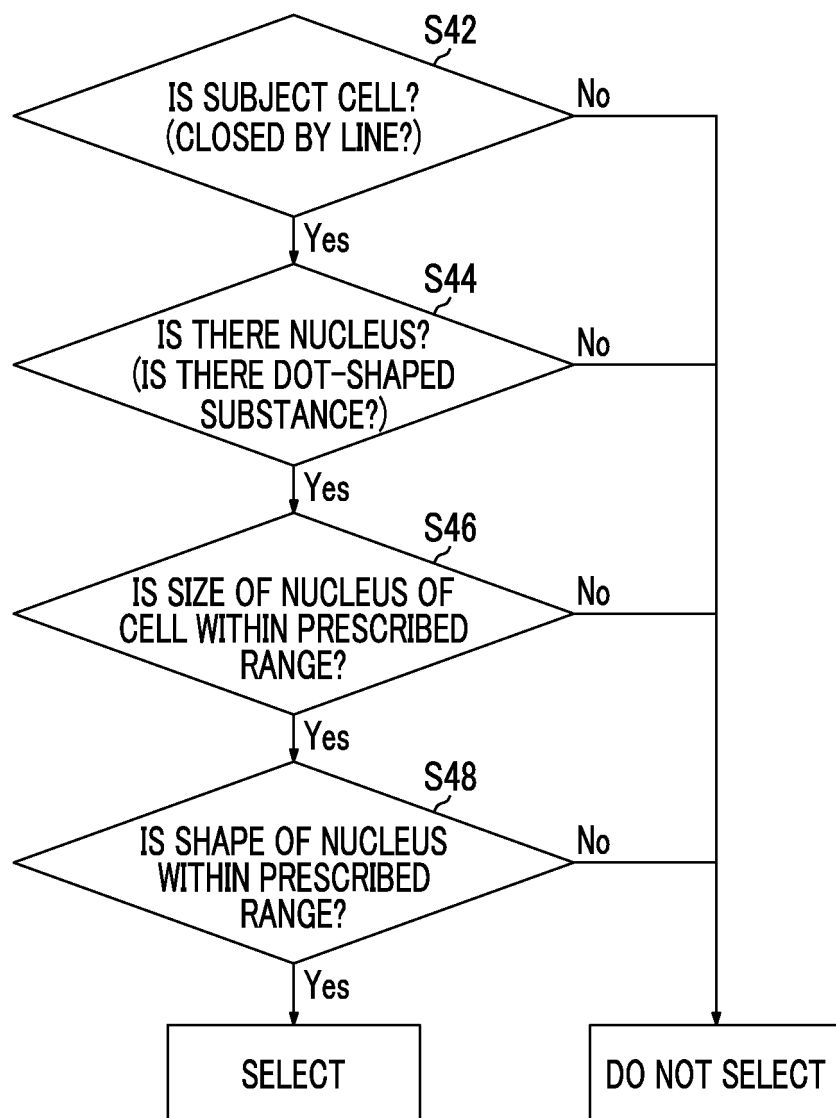 S42
IS SUBJECT CELL?
(CLOSED BY LINE?)
No
Yes
S44
IS THERE NUCLEUS?
(IS THERE DOT-SHAPED
SUBSTANCE?)
No
Yes
S46
IS SIZE OF NUCLEUS OF
CELL WITHIN PRESCRIBED
RANGE?
No
Yes
S48
IS SHAPE OF NUCLEUS
WITHIN PRESCRIBED
RANGE?
No
Yes
SELECT
DO NOT SELECT